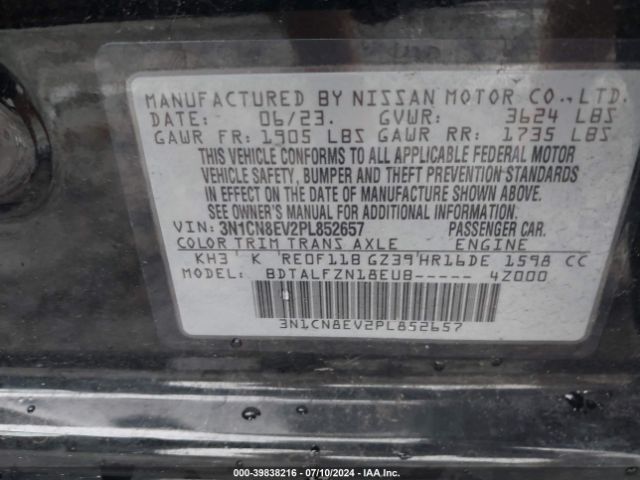 MANUFACTURED BY NISSAN MOTOR CO., LTD.
DATE: 06/23. GVWR: 3624 LBS
GAWR FR: 1905 LBS GAWR RR: 1735 LBS
THIS VEHICLE CONFORMS TO ALL APPLICABLE FEDERAL MOTOR
VEHICLE SAFETY, BUMPER AND THEFT PREVENTION STANDARDS
IN EFFECT ON THE DATE OF MANUFACTURE SHOWN ABOVE.
SEE OWNER'S MANUAL FOR ADDITIONAL INFORMATION
VIN: 3N1CN8EV2PL852657 PASSENGER CAR.
COLOR TRIM TRANS AXLE ENGINE
KH3 K RE0F11B GZ39 HR16DE 1598 CC
MODEL: BDTALFZN18EUB----- 4Z000
3N1CN8EV2PL852657
000-39838216 - 07/10/2024 - IAA Inc.